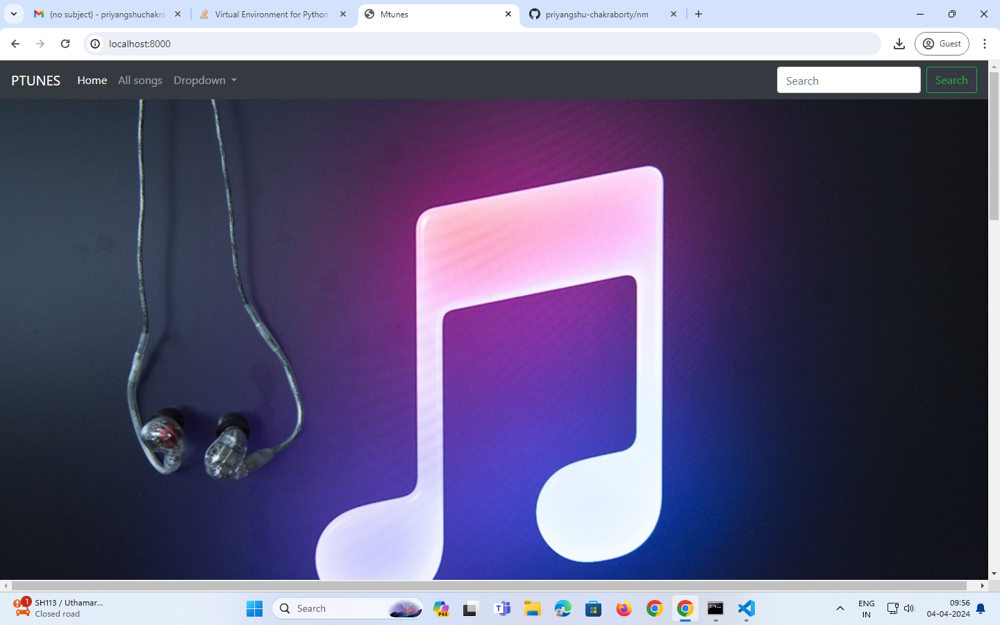 (no subject) - priyangshuchakra
Virtual Environment for Python
Mtunes
priyangshu-chakraborty/nm
localhost:8000
Guest
PTUNES
Home
All songs
Dropdown
Search
Search
1
SH113 / Uthamar...
Closed road
Search
PRE
ENG
IN
09:56
04-04-2024